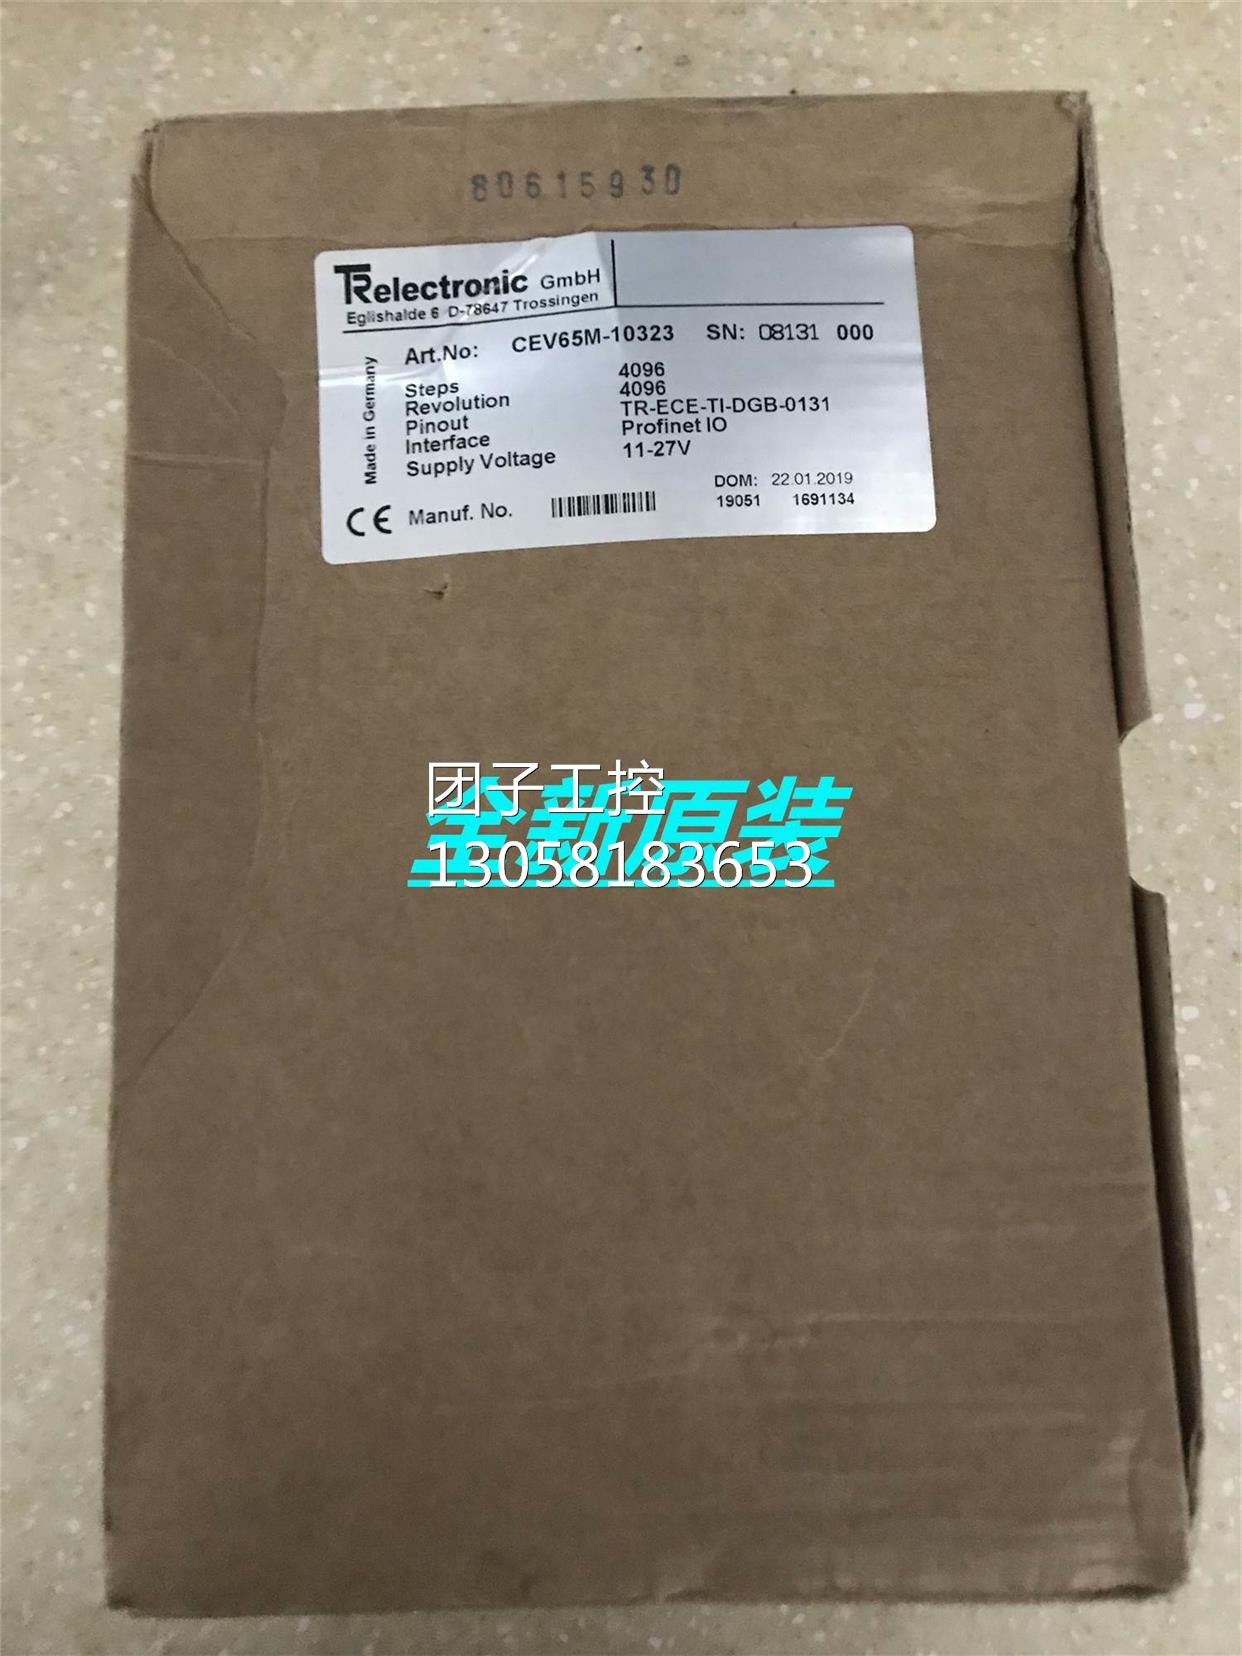 80615930
TRelectronic GmbH
Eglishalde 6 D-78647 Trossingen
Art.No: CEV65M-10323 SN: 08131 000
Made in Germany
Steps 4096
Revolution 4096
Pinout TR-ECE-TI-DGB-0131
Interface Profinet IO
Supply Voltage 11-27V
DOM: 22.01.2019
19051 1691134
CE Manuf. No.
团子工控
全新原装
13058183653